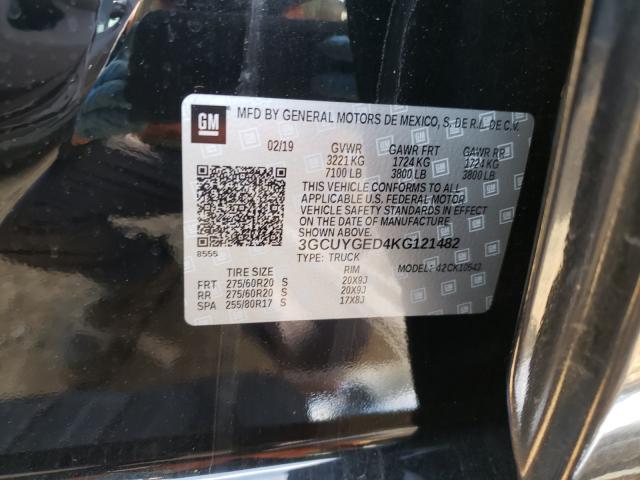 GM
MFD BY GENERAL MOTORS DE MEXICO, S. DE R.L. DE C.V.
02/19 GVWR GAWR FRT GAWR RR
3221 KG 1724 KG 1724 KG
7100 LB 3800 LB 3800 LB
THIS VEHICLE CONFORMS TO ALL
APPLICABLE U.S. FEDERAL MOTOR
VEHICLE SAFETY STANDARDS IN EFFECT
ON THE DATE OF MANUFACTURE
SHOWN ABOVE.
3GCUYGED4KG121482
8555
TYPE: TRUCK MODEL: 42CK10543
TIRE SIZE RIM
FRT 275/60R20 S 20X9J
RR 275/60R20 S 20X9J
SPA 255/80R17 S 17X8J